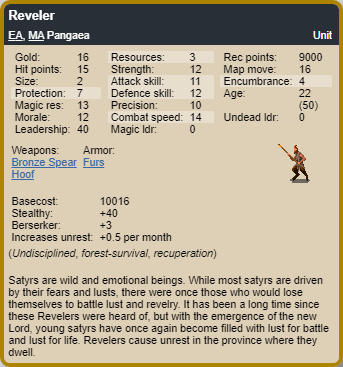 Reveler
EA, MA Pangaea Unit
Gold: 16 Resources: 3 Rec points: 9000
Hit points: 15 Strength: 12 Map move: 16
Size: 2 Attack skill: 11 Encumbrance: 4
Protection: 7 Defence skill: 12 Age: 22
Magic res: 13 Precision: 10 (50)
Morale: 12 Combat speed: 14 Undead ldr: 0
Leadership: 40 Magic ldr: 0
Weapons: Armor:
Bronze Spear Furs
Hoof
Basecost: 10016
Stealthy: +40
Berserker: +3
Increases unrest: +0.5 per month
(Undisciplined, forest-survival, recuperation)
Satyrs are wild and emotional beings. While most satyrs are driven
by their fears and lusts, there were once those who would lose
themselves to battle lust and revelry. It has been a long time since
these Revelers were heard of, but with the emergence of the new
Lord, young satyrs have once again become filled with lust for battle
and lust for life. Revelers cause unrest in the province where they
dwell.